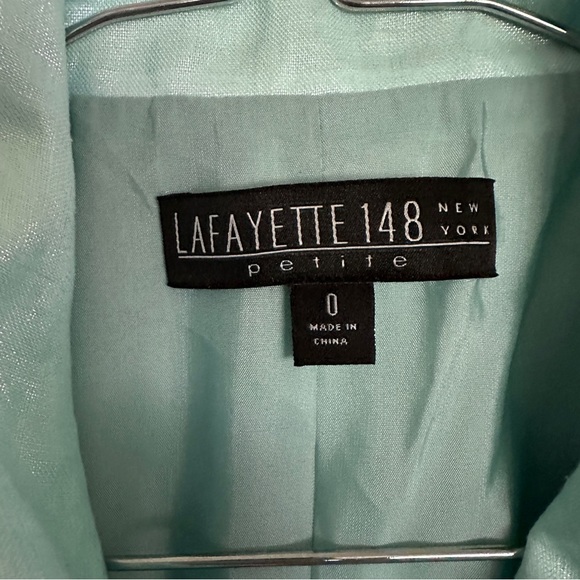 LAFAYETTE 148 NEW YORK
petite
0
MADE IN
CHINA